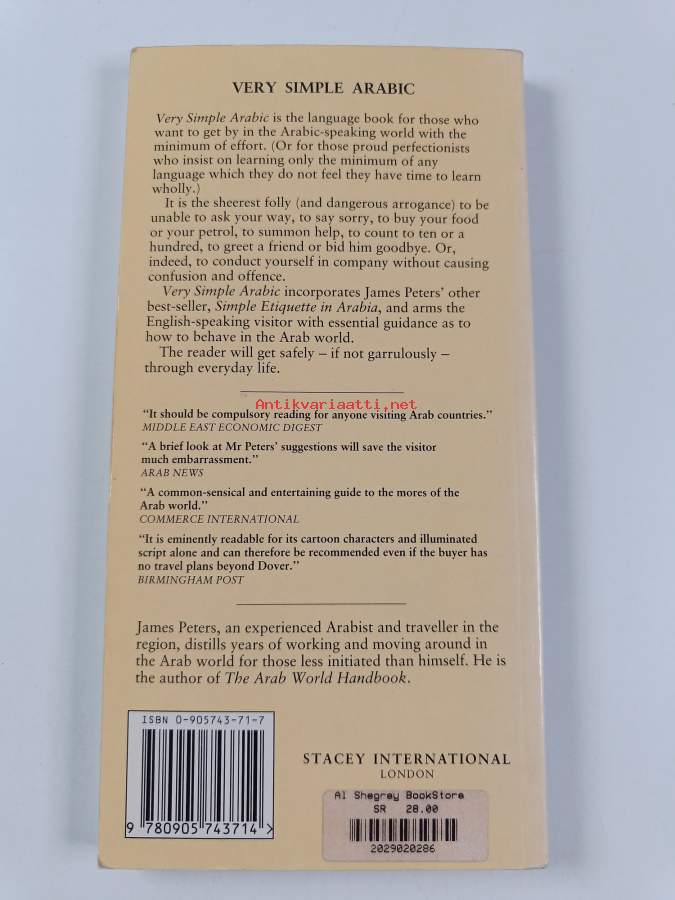 VERY SIMPLE ARABIC
Very Simple Arabic is the language book for those who
want to get by in the Arabic-speaking world with the
minimum of effort. (Or for those proud perfectionists
who insist on learning only the minimum of any
language which they do not feel they have time to learn
wholly.)
It is the sheerest folly (and dangerous arrogance) to be
unable to ask your way, to say sorry, to buy your food
or your petrol, to summon help, to count to ten or a
hundred, to greet a friend or bid him goodbye. Or,
indeed, to conduct yourself in company without causing
confusion and offence.
Very Simple Arabic incorporates James Peters' other
best-seller, Simple Etiquette in Arabia, and arms the
English-speaking visitor with essential guidance as to
how to behave in the Arab world.
The reader will get safely – if not garrulously –
through everyday life.
Antikvariaatti.net
"It should be compulsory reading for anyone visiting Arab countries."
MIDDLE EAST ECONOMIC DIGEST
"A brief look at Mr Peters' suggestions will save the visitor
much embarrassment."
ARAB NEWS
"A common-sensical and entertaining guide to the mores of the
Arab world."
COMMERCE INTERNATIONAL
"It is eminently readable for its cartoon characters and illuminated
script alone and can therefore be recommended even if the buyer has
no travel plans beyond Dover."
BIRMINGHAM POST
James Peters, an experienced Arabist and traveller in the
region, distills years of working and moving around in
the Arab world for those less initiated than himself. He is
the author of The Arab World Handbook.
ISBN 0-905743-71-7
9 780905 743714 >
STACEY INTERNATIONAL
LONDON
Al Shegrey BookStore
SR 28.00
2029020286